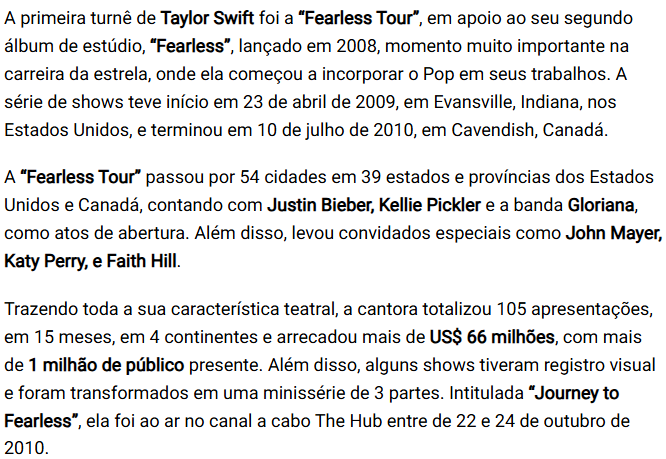 A primeira turnê de Taylor Swift foi a “Fearless Tour”, em apoio ao seu segundo
álbum de estúdio, “Fearless”, lançado em 2008, momento muito importante na
carreira da estrela, onde ela começou a incorporar o Pop em seus trabalhos. A
série de shows teve início em 23 de abril de 2009, em Evansville, Indiana, nos
Estados Unidos, e terminou em 10 de julho de 2010, em Cavendish, Canadá.
A “Fearless Tour” passou por 54 cidades em 39 estados e províncias dos Estados
Unidos e Canadá, contando com Justin Bieber, Kellie Pickler e a banda Gloriana,
como atos de abertura. Além disso, levou convidados especiais como John Mayer,
Katy Perry, e Faith Hill.
Trazendo toda a sua característica teatral, a cantora totalizou 105 apresentações,
em 15 meses, em 4 continentes e arrecadou mais de US$ 66 milhões, com mais
de 1 milhão de público presente. Além disso, alguns shows tiveram registro visual
e foram transformados em uma minissérie de 3 partes. Intitulada “Journey to
Fearless”, ela foi ao ar no canal a cabo The Hub entre de 22 e 24 de outubro de
2010.